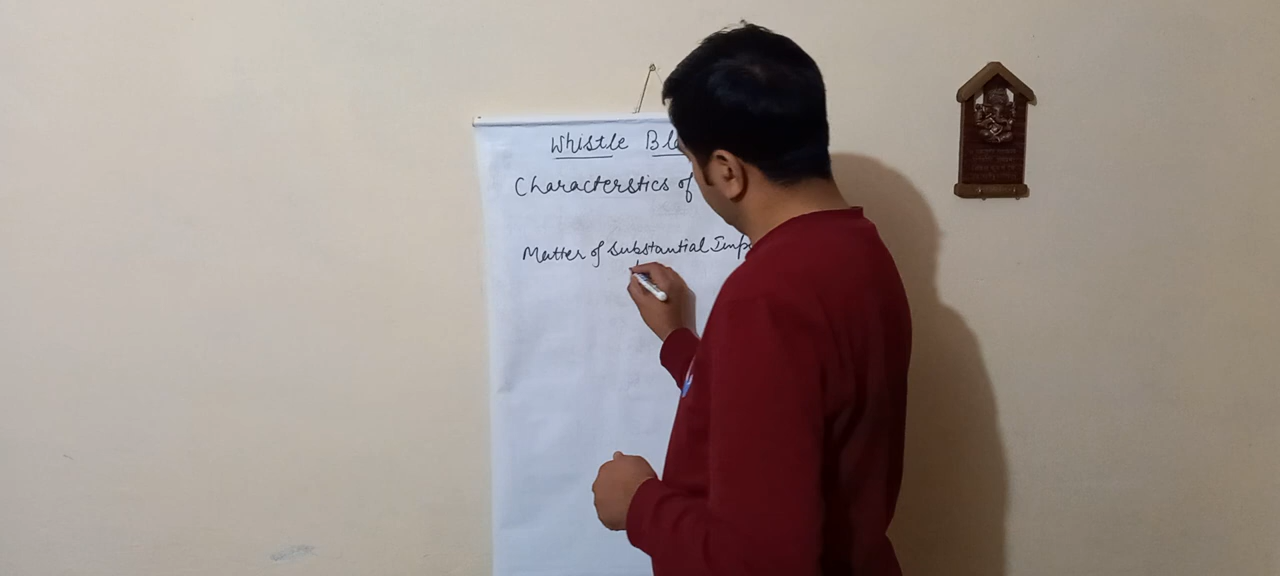 Whistle Bl
Characterstics of
Matter of Substantial Imp